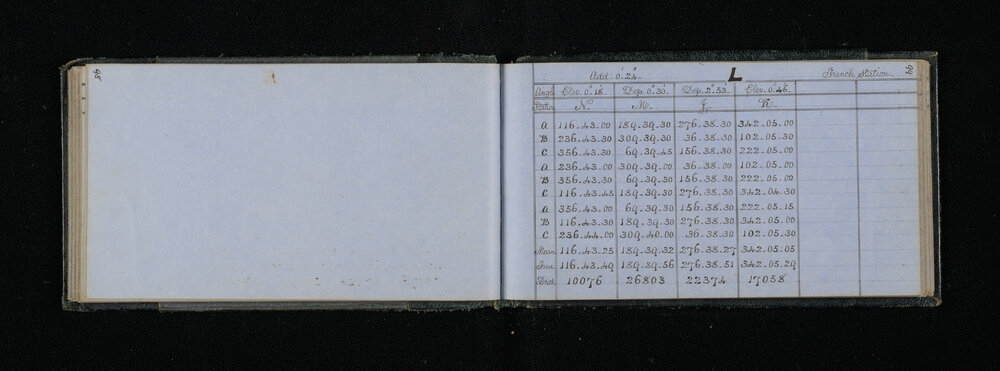 48
Add. 0'.24". L French Station. 
Angle Elev. 0°.18'. Dep. 0°.30'. Dep. 2°.53'. Elev. 0°.46'.
Station N. M. J. K.
A 116.43.00 189.39.30 276.38.30 342.05.00
B 236.43.30 309.39.30 36.38.30 102.05.30
C 356.43.30 69.39.45 156.38.30 222.05.00
A 236.43.00 309.39.00 36.38.00 102.05.00
B 356.43.30 69.39.30 156.38.30 222.05.00
C 116.43.45 189.39.30 276.38.30 342.04.30
A 356.43.00 69.39.30 156.38.30 222.05.15
B 116.43.30 189.39.30 276.38.30 342.05.00
C 236.44.00 309.40.00 36.38.30 102.05.30
Mean 116.43.25 189.39.32 276.38.27 342.05.05
True 116.43.49 189.39.56 276.38.51 342.05.29
Dist. 10076 26803 22374 17058